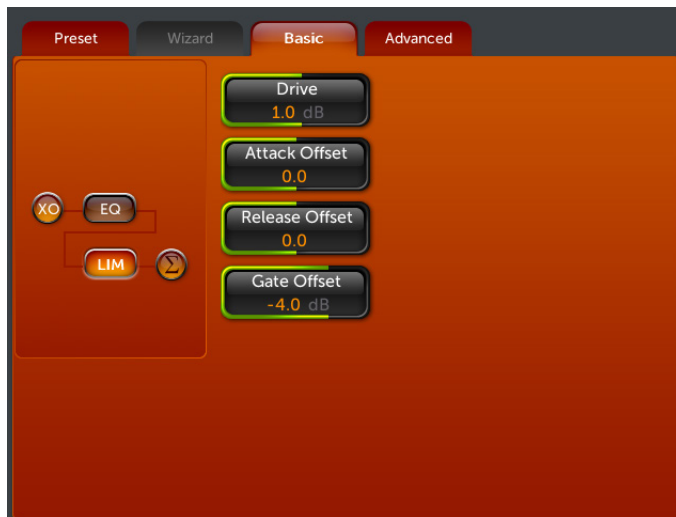 Preset
Wizard
Basic
Advanced
Drive
1.0 dB
Attack Offset
0.0
Release Offset
0.0
Gate Offset
-4.0 dB
XO
EQ
LIM
Σ